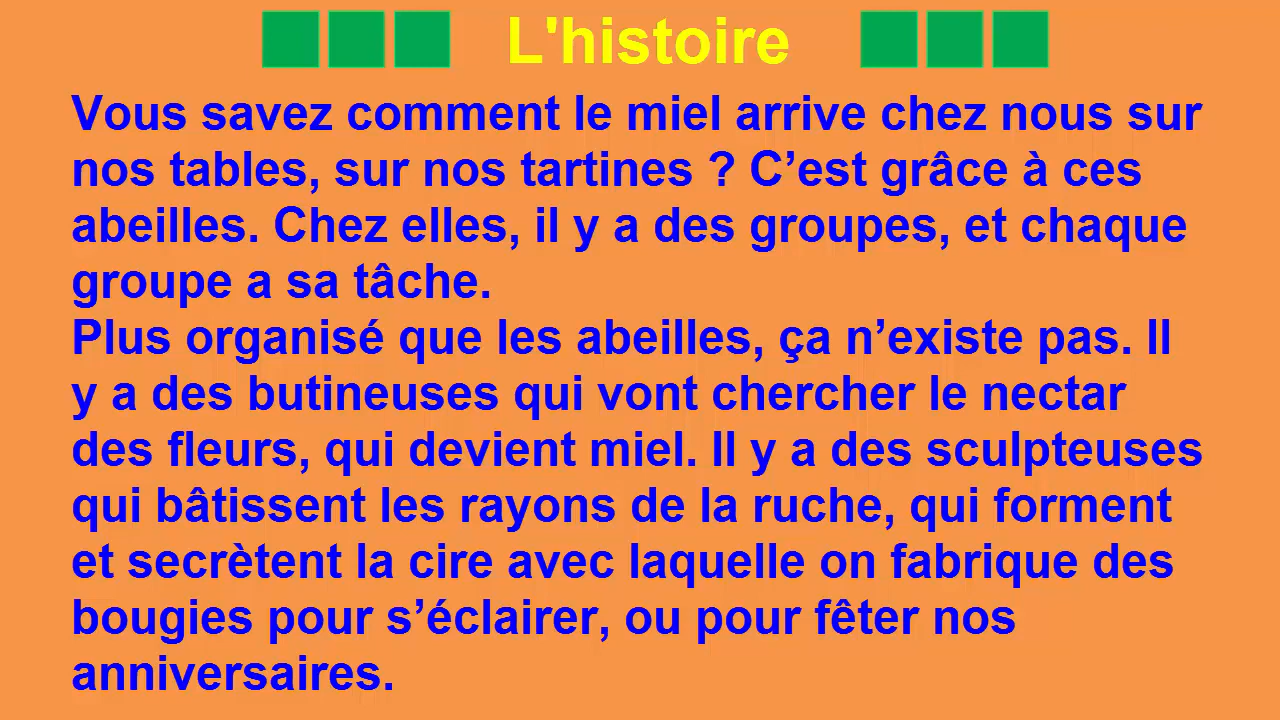 L'histoire
Vous savez comment le miel arrive chez nous sur
nos tables, sur nos tartines ? C’est grâce à ces
abeilles. Chez elles, il y a des groupes, et chaque
groupe a sa tâche.
Plus organisé que les abeilles, ça n’existe pas. Il
y a des butineuses qui vont chercher le nectar
des fleurs, qui devient miel. Il y a des sculpteuses
qui bâtissent les rayons de la ruche, qui forment
et secrètent la cire avec laquelle on fabrique des
bougies pour s’éclairer, ou pour fêter nos
anniversaires.